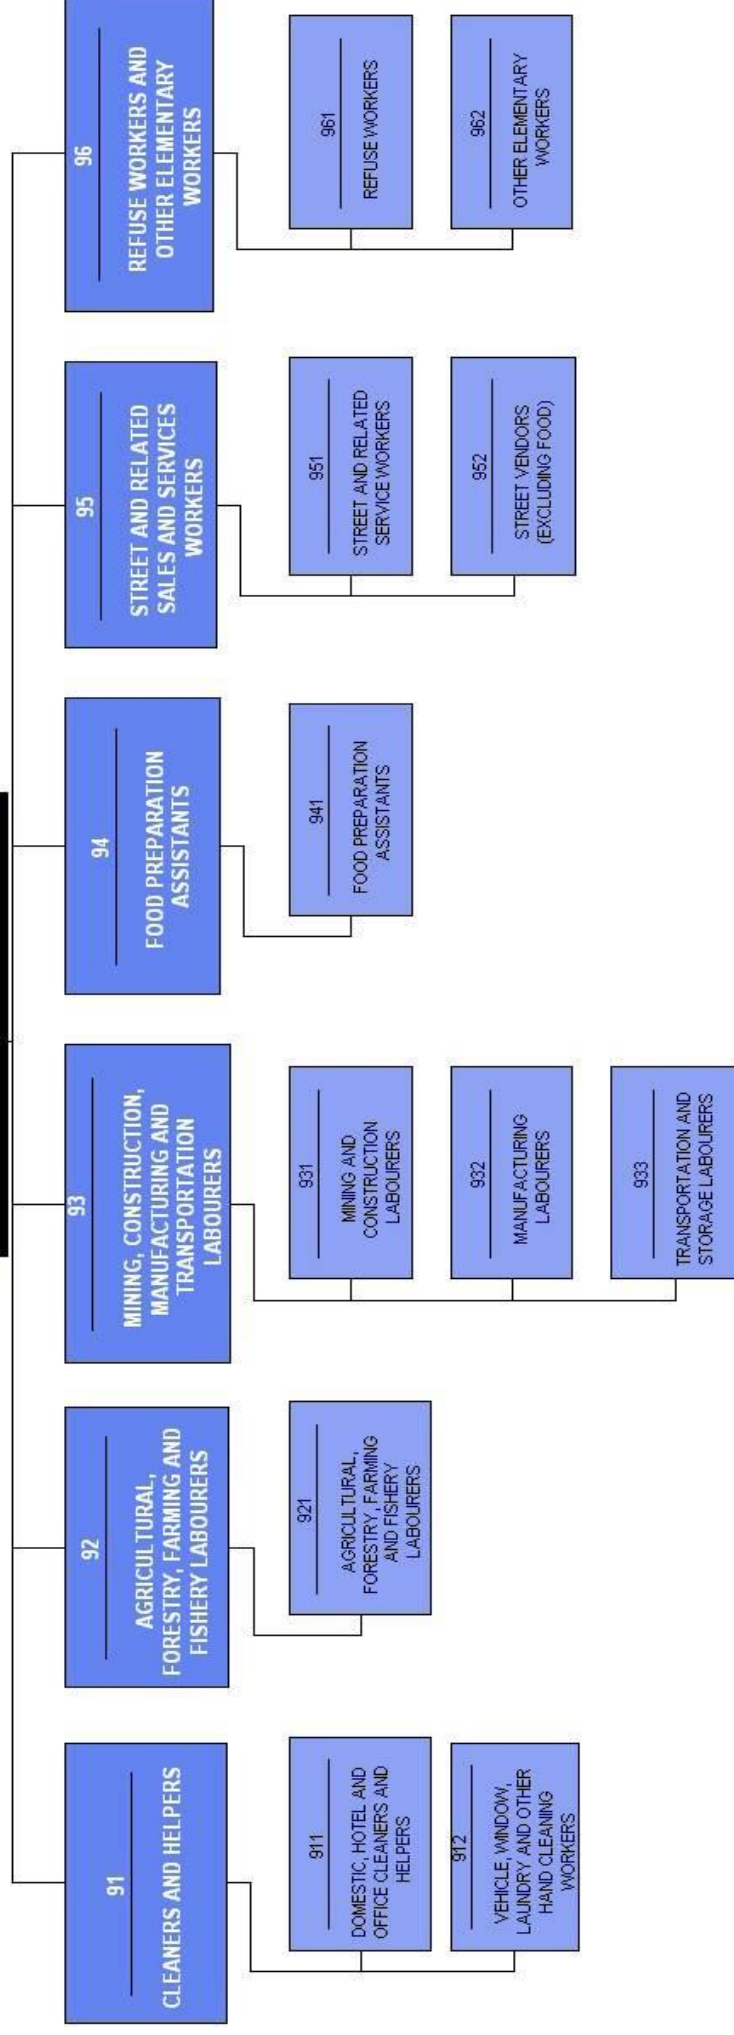 91
CLEANERS AND HELPERS
911
DOMESTIC, HOTEL AND
OFFICE CLEANERS AND
HELPERS
912
VEHICLE, WINDOW,
LAUNDRY AND OTHER
HAND CLEANING
WORKERS
92
AGRICULTURAL,
FORESTRY, FARMING AND
FISHERY LABOURERS
921
AGRICULTURAL,
FORESTRY, FARMING
AND FISHERY
LABOURERS
93
MINING, CONSTRUCTION,
MANUFACTURING AND
TRANSPORTATION
LABOURERS
931
MINING AND
CONSTRUCTION
LABOURERS
932
MANUFACTURING
LABOURERS
933
TRANSPORTATION AND
STORAGE LABOURERS
94
FOOD PREPARATION
ASSISTANTS
941
FOOD PREPARATION
ASSISTANTS
95
STREET AND RELATED
SALES AND SERVICES
WORKERS
951
STREET AND RELATED
SERVICE WORKERS
952
STREET VENDORS
(EXCLUDING FOOD)
96
REFUSE WORKERS AND
OTHER ELEMENTARY
WORKERS
961
REFUSE WORKERS
962
OTHER ELEMENTARY
WORKERS